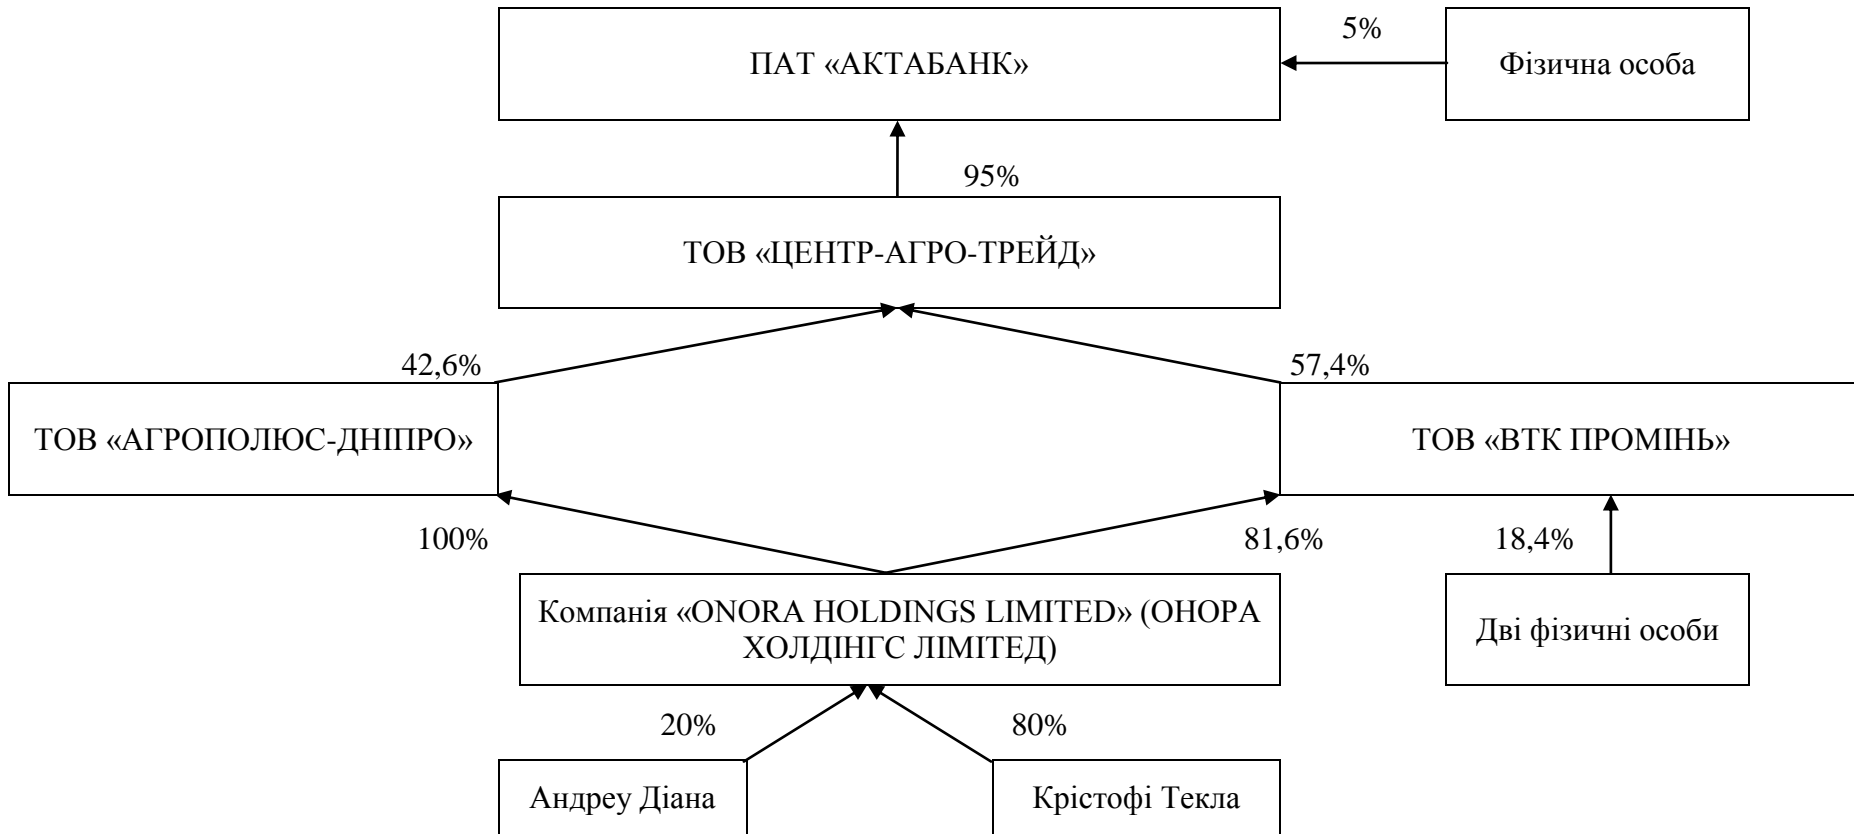 5%
ПАТ «АКТАБАНК»
Фізична особа
95%
ТОВ «ЦЕНТР-АГРО-ТРЕЙД»
42,6%
57,4%
ТОВ «АГРОПОЛЮС-ДНІПРО»
ТОВ «ВТК ПРОМІНЬ»
100%
81,6%
18,4%
Компанія «ONORA HOLDINGS LIMITED» (ОНОРА
ХОЛДІНГС ЛІМІТЕД)
Дві фізичні особи
20%
80%
Андреу Діана
Крістофі Текла